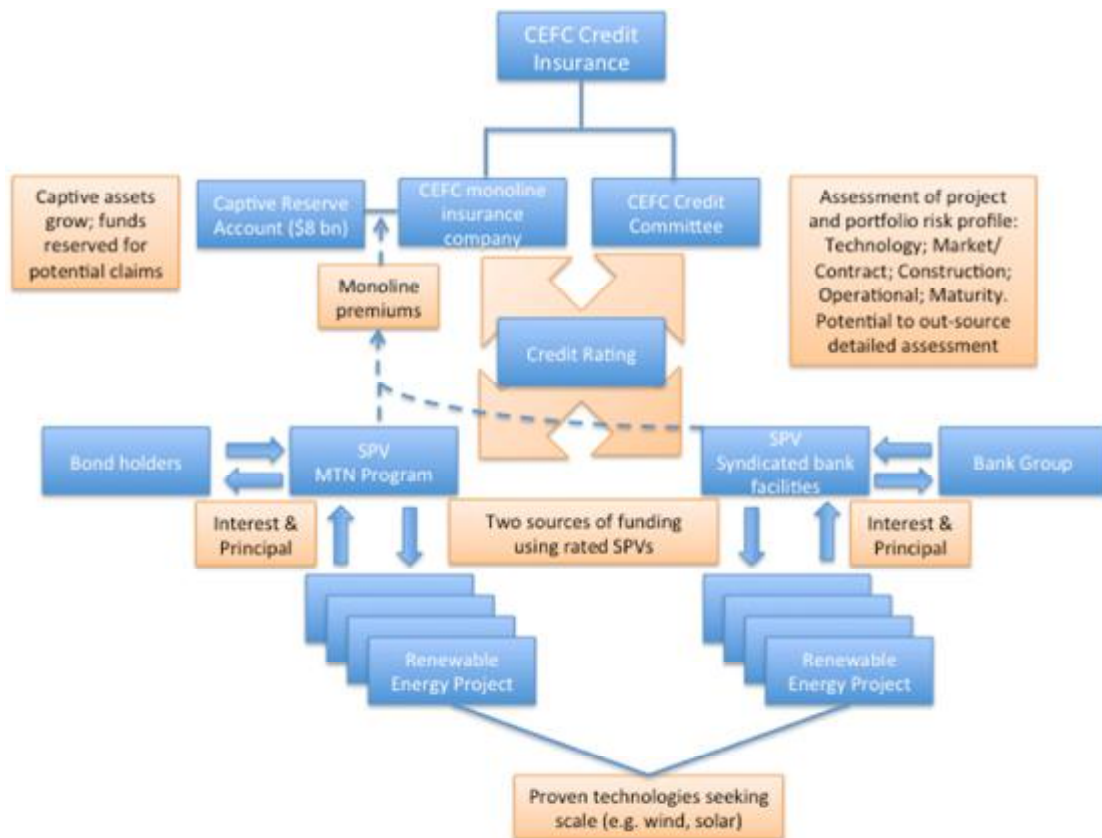 CEFC Credit
Insurance
Captive assets
grow; funds
reserved for
potential claims
Captive Reserve
Account ($8 bn)
CEFC monoline
insurance
company
CEFC Credit
Committee
Assessment of project
and portfolio risk profile:
Technology; Market/
Contract; Construction;
Operational; Maturity.
Potential to out-source
detailed assessment
Monoline
premiums
Credit Rating
Bond holders
SPV
MTN Program
SPV
Syndicated bank
facilities
Bank Group
Interest &
Principal
Two sources of funding
using rated SPVs
Interest &
Principal
Renewable
Energy Project
Renewable
Energy Project
Proven technologies seeking
scale (e.g. wind, solar)